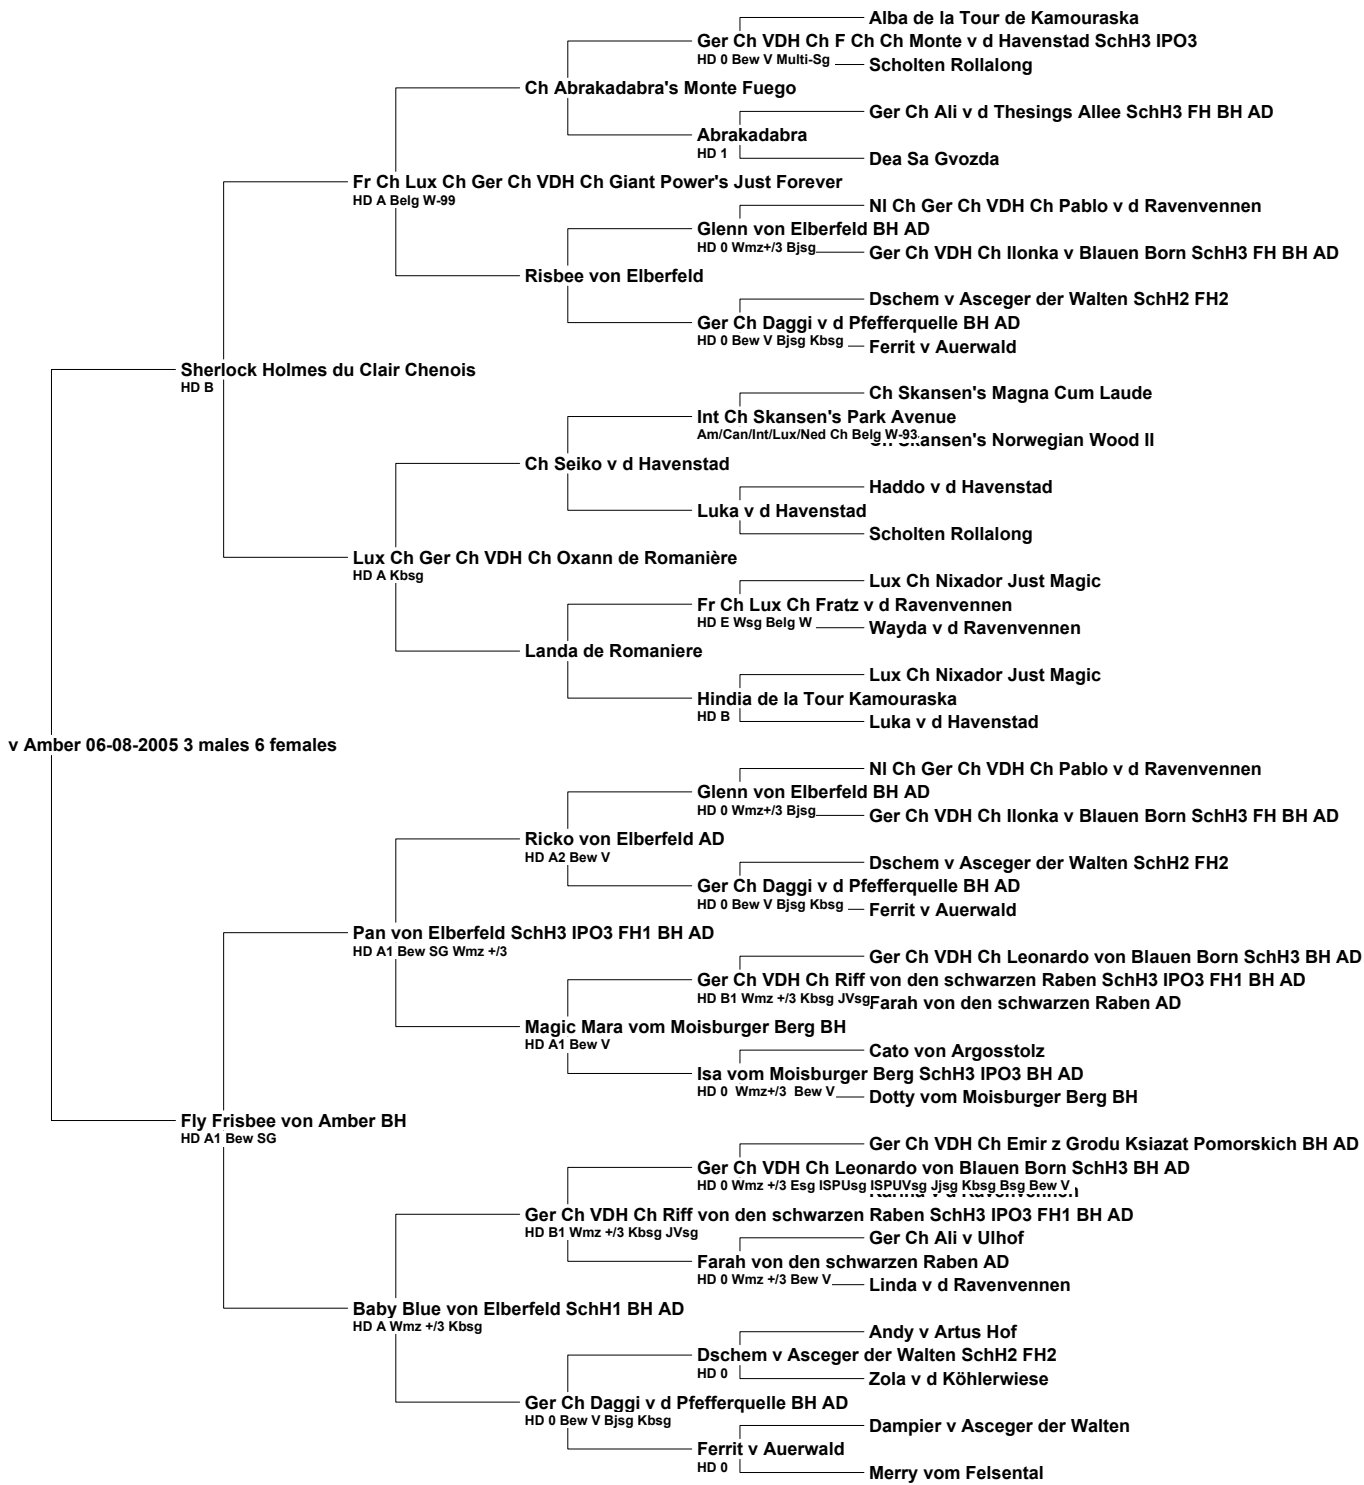 Alba de la Tour de Kamouraska
Ger Ch VDH Ch F Ch Ch Monte v d Havenstad SchH3 IPO3
HD 0 Bew V Multi-Sg
Scholten Rollalong
Ch Abrakadabra's Monte Fuego
Ger Ch Ali v d Thesings Allee SchH3 FH BH AD
Abrakadabra
HD 1
Dea Sa Gvozda
Fr Ch Lux Ch Ger Ch VDH Ch Giant Power's Just Forever
HD A Belg W-99
Nl Ch Ger Ch VDH Ch Pablo v d Ravenvennen
Glenn von Elberfeld BH AD
HD 0 Wmz+/3 Bjsg
Ger Ch VDH Ch Ilonka v Blauen Born SchH3 FH BH AD
Risbee von Elberfeld
Dschem v Asceger der Walten SchH2 FH2
Ger Ch Daggi v d Pfefferquelle BH AD
HD 0 Bew V Bjsg Kbsg
Ferrit v Auerwald
Sherlock Holmes du Clair Chenois
HD B
Ch Skansen's Magna Cum Laude
Int Ch Skansen's Park Avenue
Am/Can/Int/Lux/Ned Ch Belg W-93
Ch Skansen's Norwegian Wood II
Ch Seiko v d Havenstad
Haddo v d Havenstad
Luka v d Havenstad
Scholten Rollalong
Lux Ch Ger Ch VDH Ch Oxann de Romanière
HD A Kbsg
Lux Ch Nixador Just Magic
Fr Ch Lux Ch Fratz v d Ravenvennen
HD E Wsg Belg W
Wayda v d Ravenvennen
Landa de Romaniere
Lux Ch Nixador Just Magic
Hindia de la Tour Kamouraska
HD B
Luka v d Havenstad
v Amber 06-08-2005 3 males 6 females
Nl Ch Ger Ch VDH Ch Pablo v d Ravenvennen
Glenn von Elberfeld BH AD
HD 0 Wmz+/3 Bjsg
Ger Ch VDH Ch Ilonka v Blauen Born SchH3 FH BH AD
Ricko von Elberfeld AD
HD A2 Bew V
Dschem v Asceger der Walten SchH2 FH2
Ger Ch Daggi v d Pfefferquelle BH AD
HD 0 Bew V Bjsg Kbsg
Ferrit v Auerwald
Pan von Elberfeld SchH3 IPO3 FH1 BH AD
HD A1 Bew SG Wmz +/3
Ger Ch VDH Ch Leonardo von Blauen Born SchH3 BH AD
Ger Ch VDH Ch Riff von den schwarzen Raben SchH3 IPO3 FH1 BH AD
HD B1 Wmz +/3 Kbsg JVsg
Farah von den schwarzen Raben AD
Magic Mara vom Moisburger Berg BH
HD A1 Bew V
Cato von Argosstolz
Isa vom Moisburger Berg SchH3 IPO3 BH AD
HD 0 Wmz+/3 Bew V
Dotty vom Moisburger Berg BH
Fly Frisbee von Amber BH
HD A1 Bew SG
Ger Ch VDH Ch Emir z Grodu Ksiazat Pomorskich BH AD
Ger Ch VDH Ch Leonardo von Blauen Born SchH3 BH AD
HD 0 Wmz +/3 Esg ISPUsg ISPUVsg Jjsg Kbsg Bsg Bew V
v d Ravenvennen
Ger Ch VDH Ch Riff von den schwarzen Raben SchH3 IPO3 FH1 BH AD
HD B1 Wmz +/3 Kbsg JVsg
Ger Ch Ali v Ulhof
Farah von den schwarzen Raben AD
HD 0 Wmz +/3 Bew V
Linda v d Ravenvennen
Baby Blue von Elberfeld SchH1 BH AD
HD A Wmz +/3 Kbsg
Andy v Artus Hof
Dschem v Asceger der Walten SchH2 FH2
HD 0
Zola v d Köhlerwiese
Ger Ch Daggi v d Pfefferquelle BH AD
HD 0 Bew V Bjsg Kbsg
Dampier v Asceger der Walten
Ferrit v Auerwald
HD 0
Merry vom Felsental